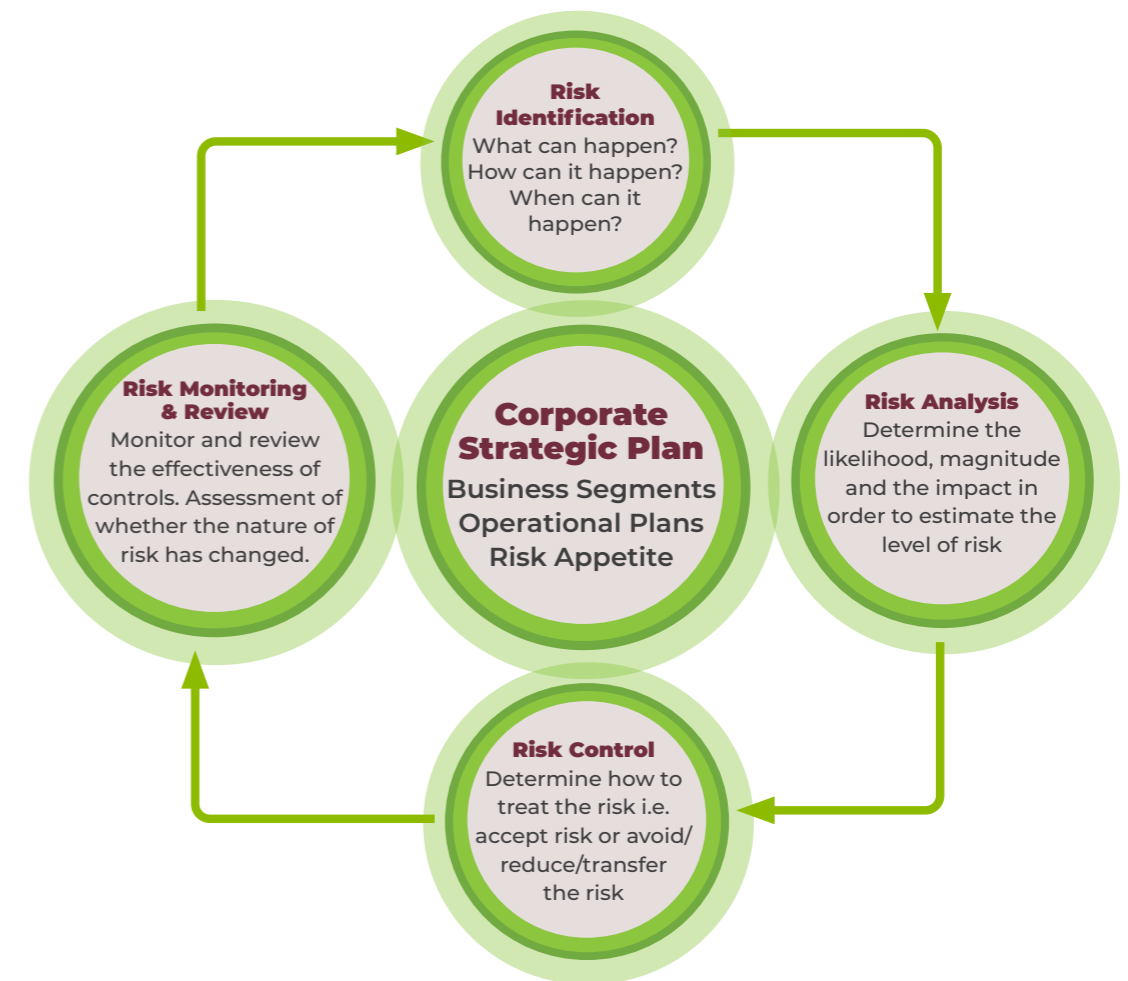 Risk
Identification
What can happen?
How can it happen?
When can it
happen?
Risk Monitoring
& Review
Monitor and review
the effectiveness of
controls. Assessment of
whether the nature of
risk has changed.
Corporate
Strategic Plan
Business Segments
Operational Plans
Risk Appetite
Risk Analysis
Determine the
likelihood, magnitude
and the impact in
order to estimate the
level of risk
Risk Control
Determine how to
treat the risk i.e.
accept risk or avoid/
reduce/transfer
the risk